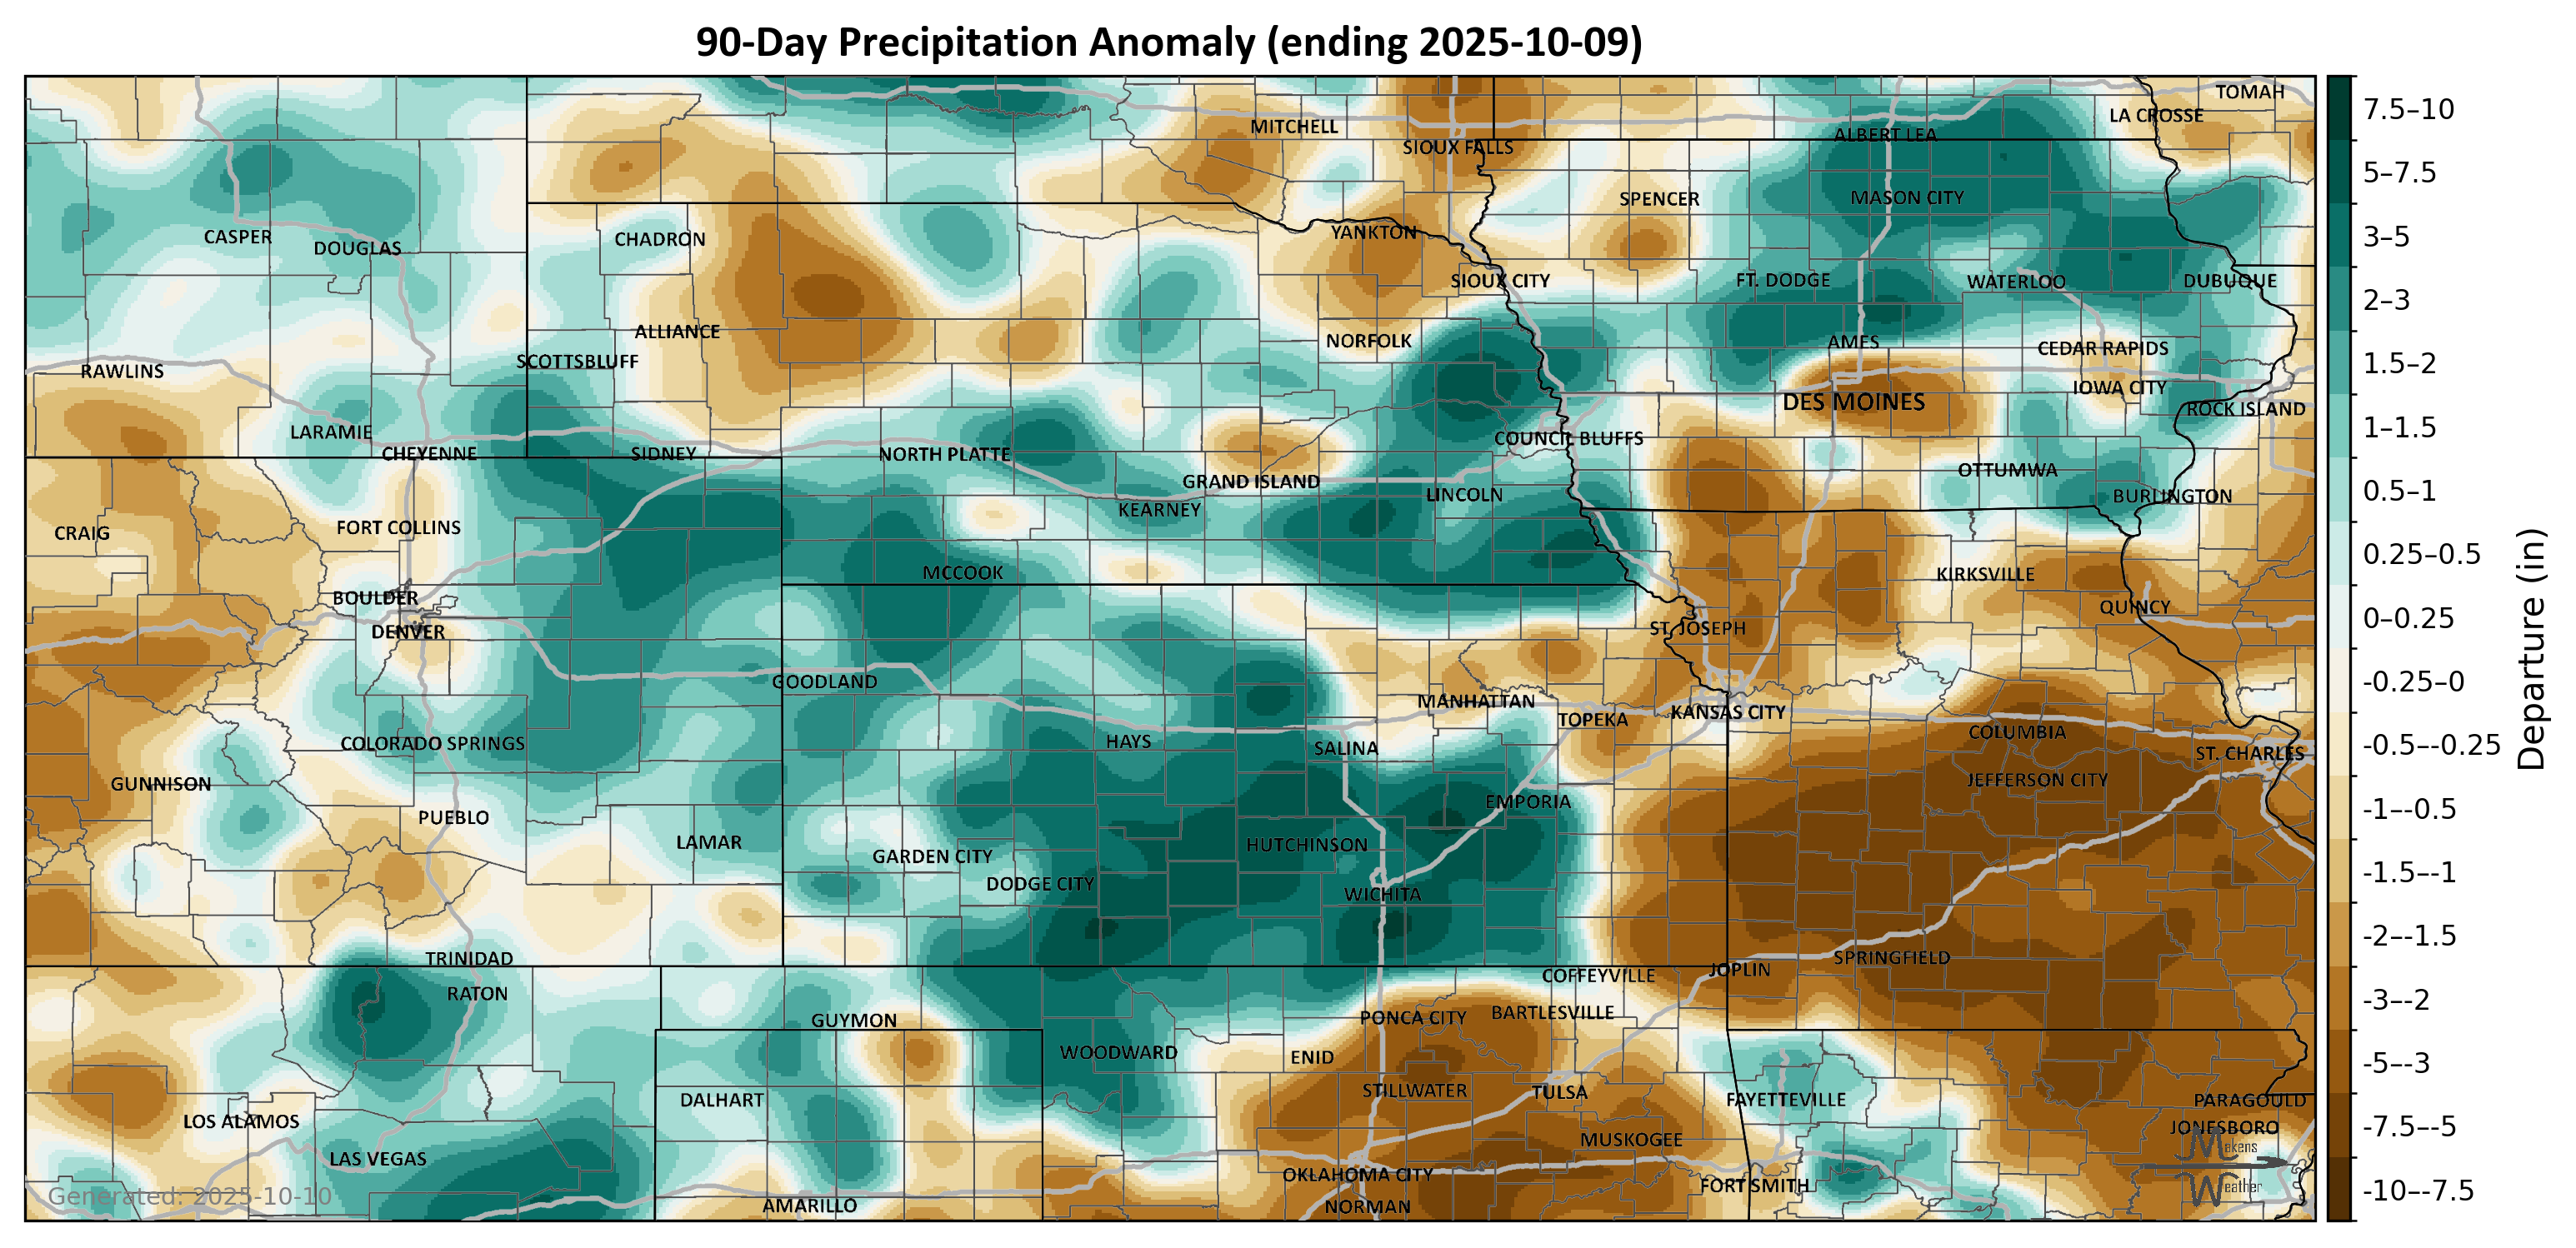 90-Day Precipitation Anomaly (ending 2025-10-09)
TOMAH
LA CROSSE
MITCHELL
ALBERT LEA
SIOUX FALLS
MASON CITY
SPENCER
YANKTON
CASPER
CHADRON
DOUGLAS
SIOUX CITY
FT. DODGE
WATERLOO
DUBUQUE
ALLIANCE
NORFOLK
AMES
CEDAR RAPIDS
SCOTTSBLUFF
RAWLINS
IOWA CITY
DES MOINES
ROCK ISLAND
LARAMIE
COUNCIL BLUFFS
CHEYENNE
SIDNEY
NORTH PLATTE
OTTUMWA
GRAND ISLAND
LINCOLN
BURLINGTON
KEARNEY
FORT COLLINS
CRAIG
MCCOOK
KIRKSVILLE
BOULDER
QUINCY
DENVER
ST. JOSEPH
GOODLAND
MANHATTAN
KANSAS CITY
TOPEKA
COLUMBIA
HAYS
COLORADO SPRINGS
SALINA
ST. CHARLES
JEFFERSON CITY
GUNNISON
EMPORIA
PUEBLO
LAMAR
HUTCHINSON
GARDEN CITY
DODGE CITY
WICHITA
TRINIDAD
SPRINGFIELD
JOPLIN
COFFEYVILLE
RATON
BARTLESVILLE
PONCA CITY
GUYMON
WOODWARD
ENID
STILLWATER
TULSA
DALHART
FAYETTEVILLE
PARAGOULD
LOS ALAMOS
JONESBORO
MUSKOGEE
LAS VEGAS
OKLAHOMA CITY
FORT SMITH
AMARILLO
NORMAN
Makens
Weather
Generated: 2025-10-10
7.5–10
5–7.5
3–5
2–3
1.5–2
1–1.5
0.5–1
0.25–0.5
0–0.25
-0.25–0
-0.5–-0.25
-1–-0.5
-1.5–-1
-2–-1.5
-3–-2
-5–-3
-7.5–-5
-10–-7.5
Departure (in)